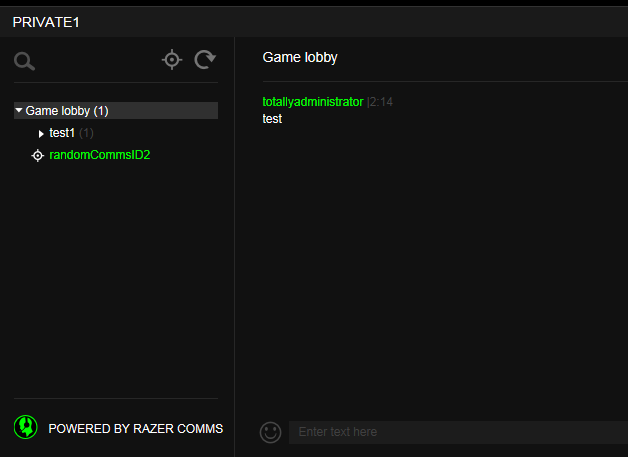 PRIVATE1
Game lobby (1)
test1 (1)
randomCommsID2
POWERED BY RAZER COMMS
Game lobby
totallyadministrator |2:14
test
Enter text here